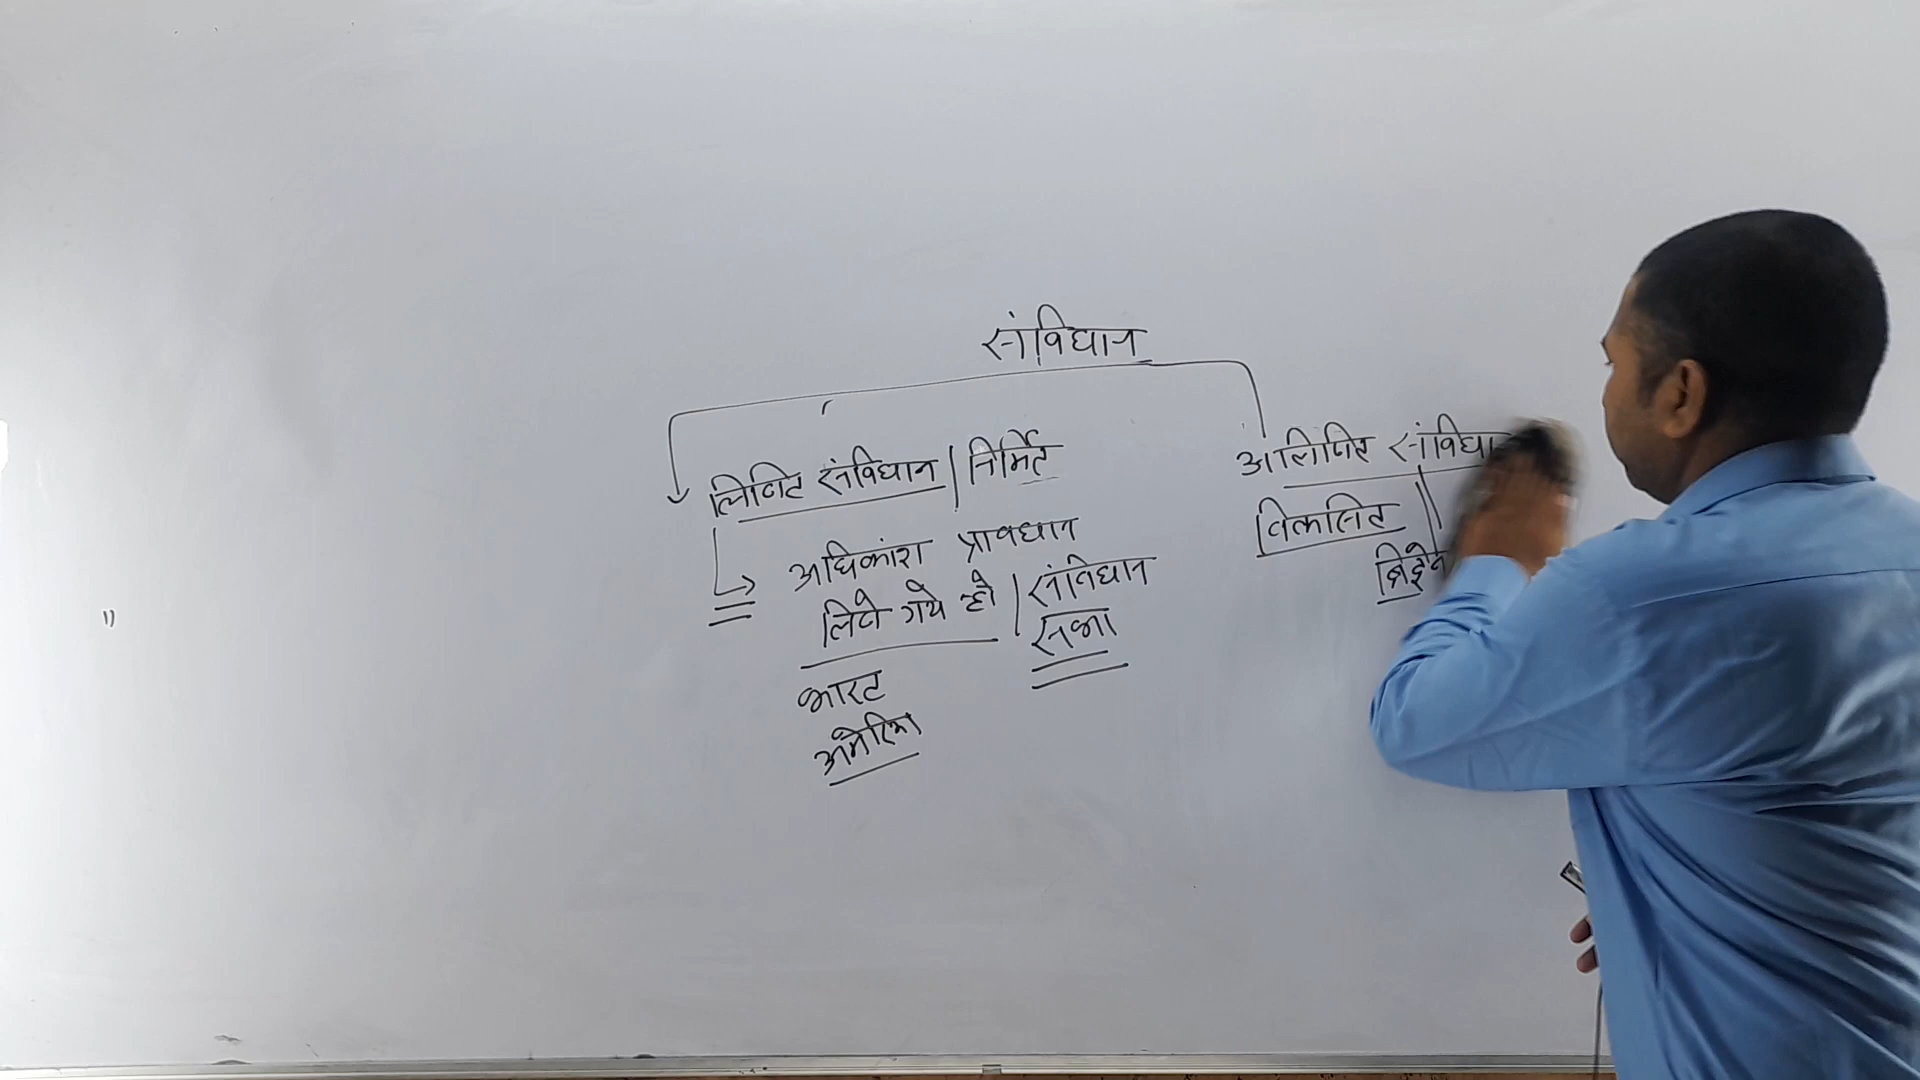 संविधान
लिखित संविधान | निर्मित
अलिखित संविधान
अधिकांश प्रावधान
लिखे गये हो | संविधान
सभा
भारत
अमेरिका
विकसित
ब्रिटेन